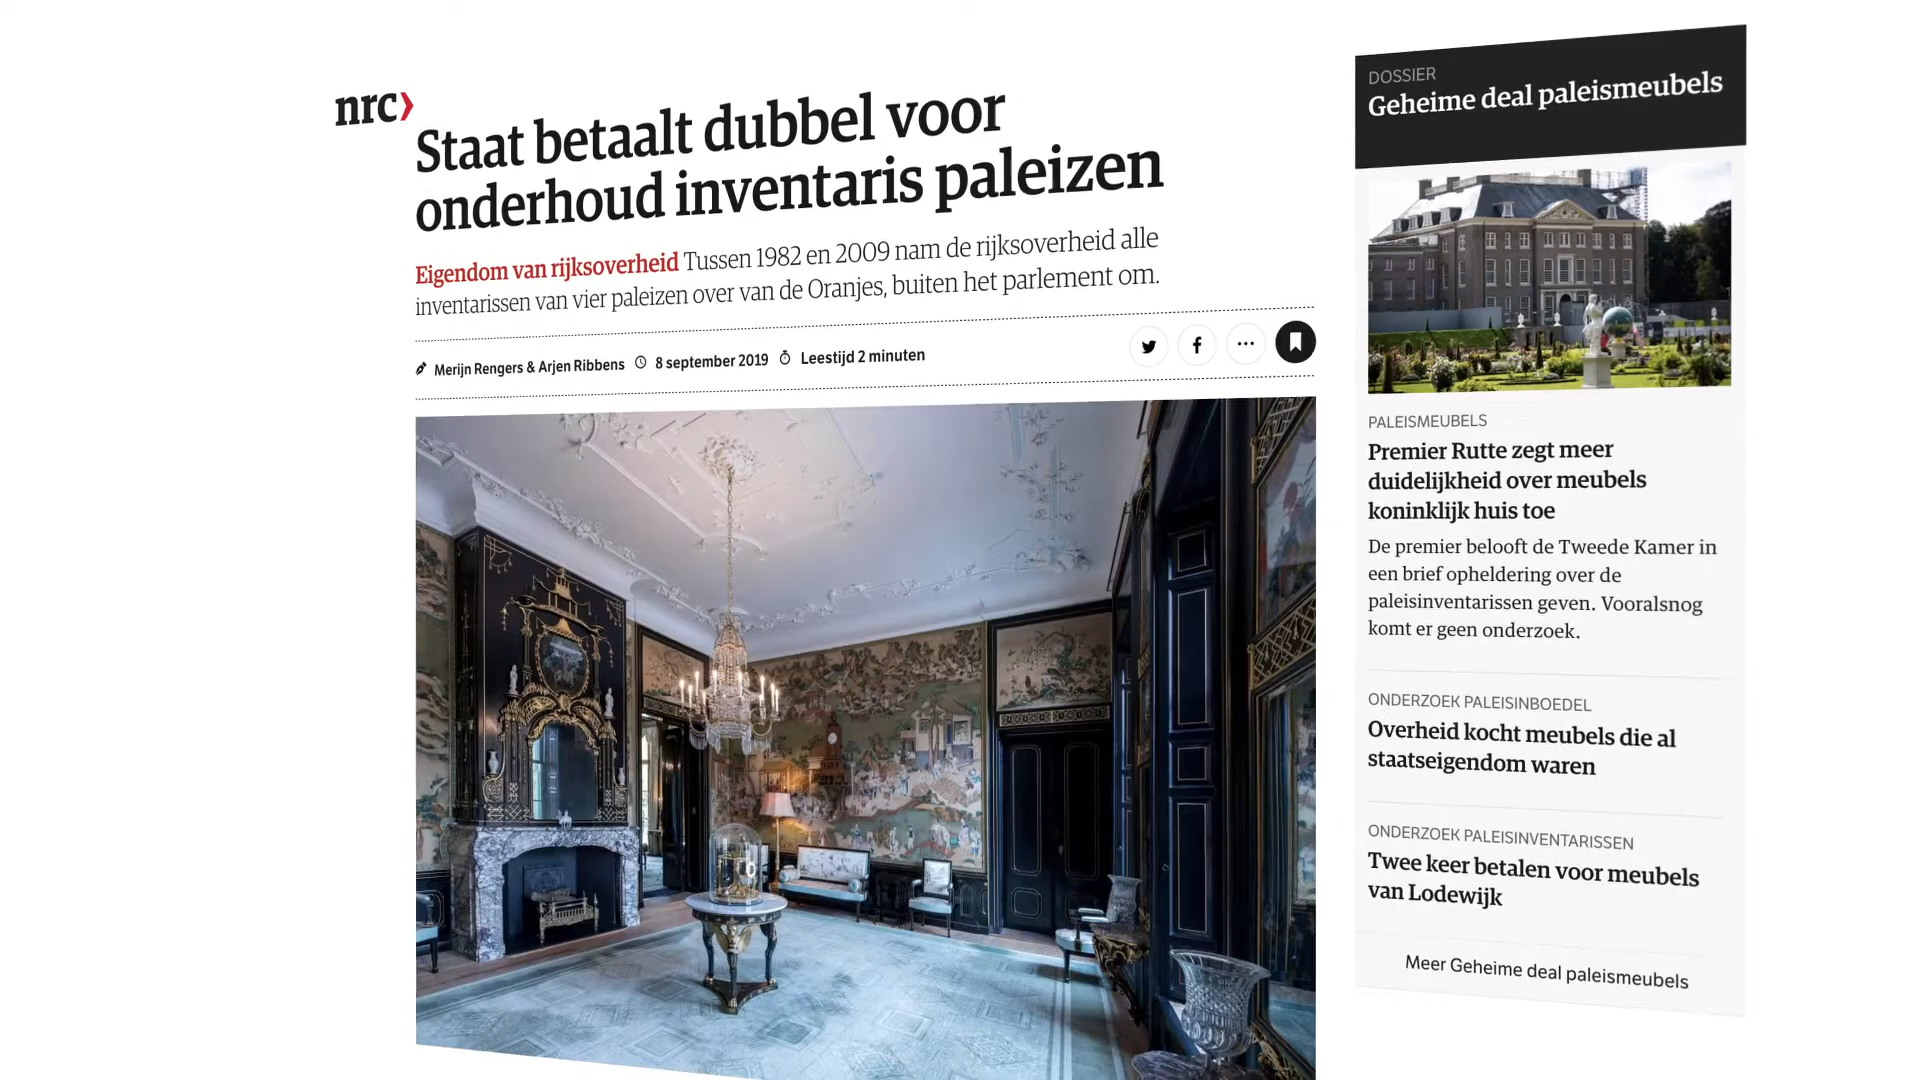 nrc
Staat betaalt dubbel voor
onderhoud inventaris paleizen
Eigendom van rijksoverheid Tussen 1982 en 2009 nam de rijksoverheid alle
inventarissen van vier paleizen over van de Oranjes, buiten het parlement om.
Merijn Rengers & Arjen Ribbens 8 september 2019 Leestijd 2 minuten
DOSSIER
Geheime deal paleismeubels
PALEISMEUBELS
Premier Rutte zegt meer
duidelijkheid over meubels
koninklijk huis toe
De premier belooft de Tweede Kamer in
een brief opheldering over de
paleisinventarissen geven. Vooralsnog
komt er geen onderzoek.
ONDERZOEK PALEISINBOEDEL
Overheid kocht meubels die al
staatseigendom waren
ONDERZOEK PALEISINVENTARISSEN
Twee keer betalen voor meubels
van Lodewijk
Meer Geheime deal paleismeubels